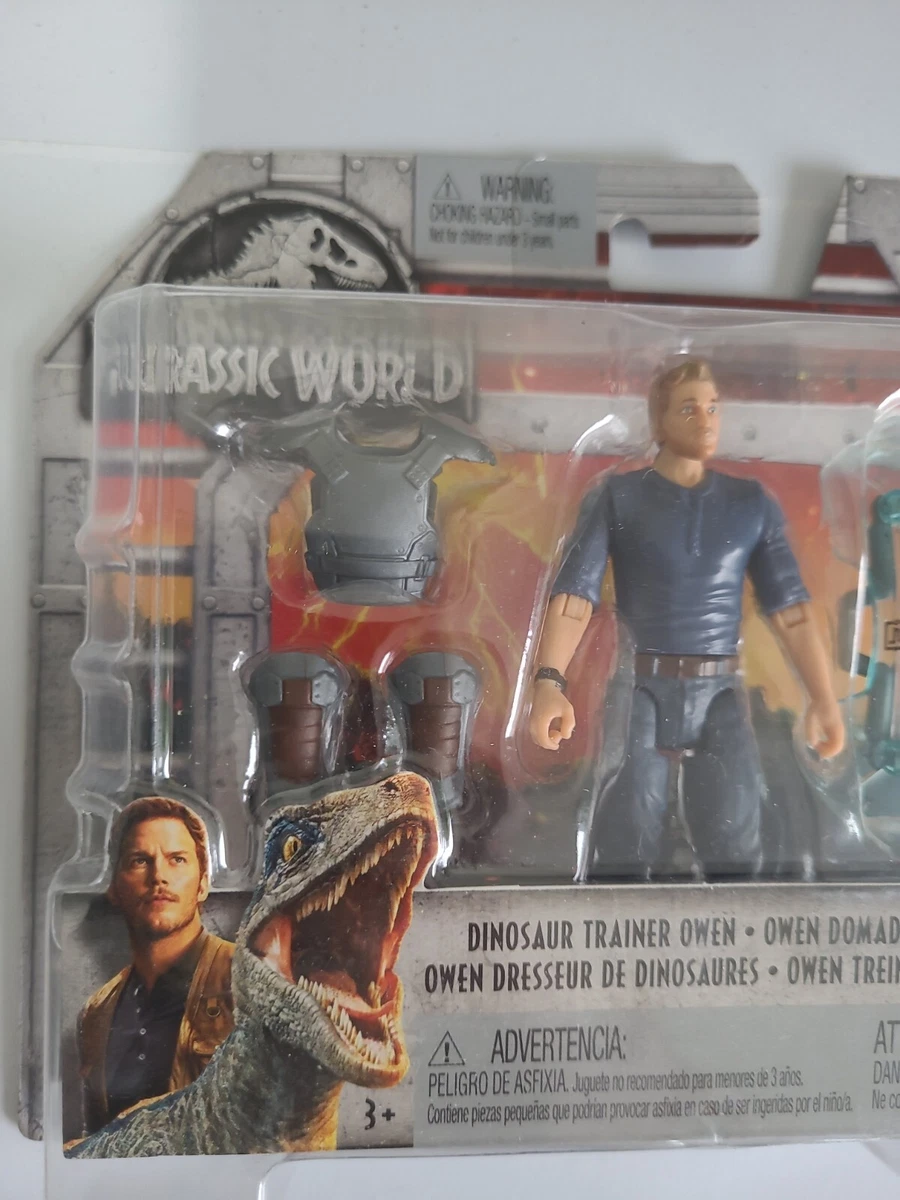 WARNING:
CHOKING HAZARD – Small parts
Not for children under 3 years.
JURASSIC WORLD
DINOSAUR TRAINER OWEN • OWEN DOMAD
OWEN DRESSEUR DE DINOSAURES • OWEN TREIN
ADVERTENCIA:
PELIGRO DE ASFIXIA. Juguete no recomendado para menores de 3 años.
Contiene piezas pequeñas que podrían provocar asfixia en caso de ser ingeridas por el niño/a.
AT
DAN
Ne co
3+